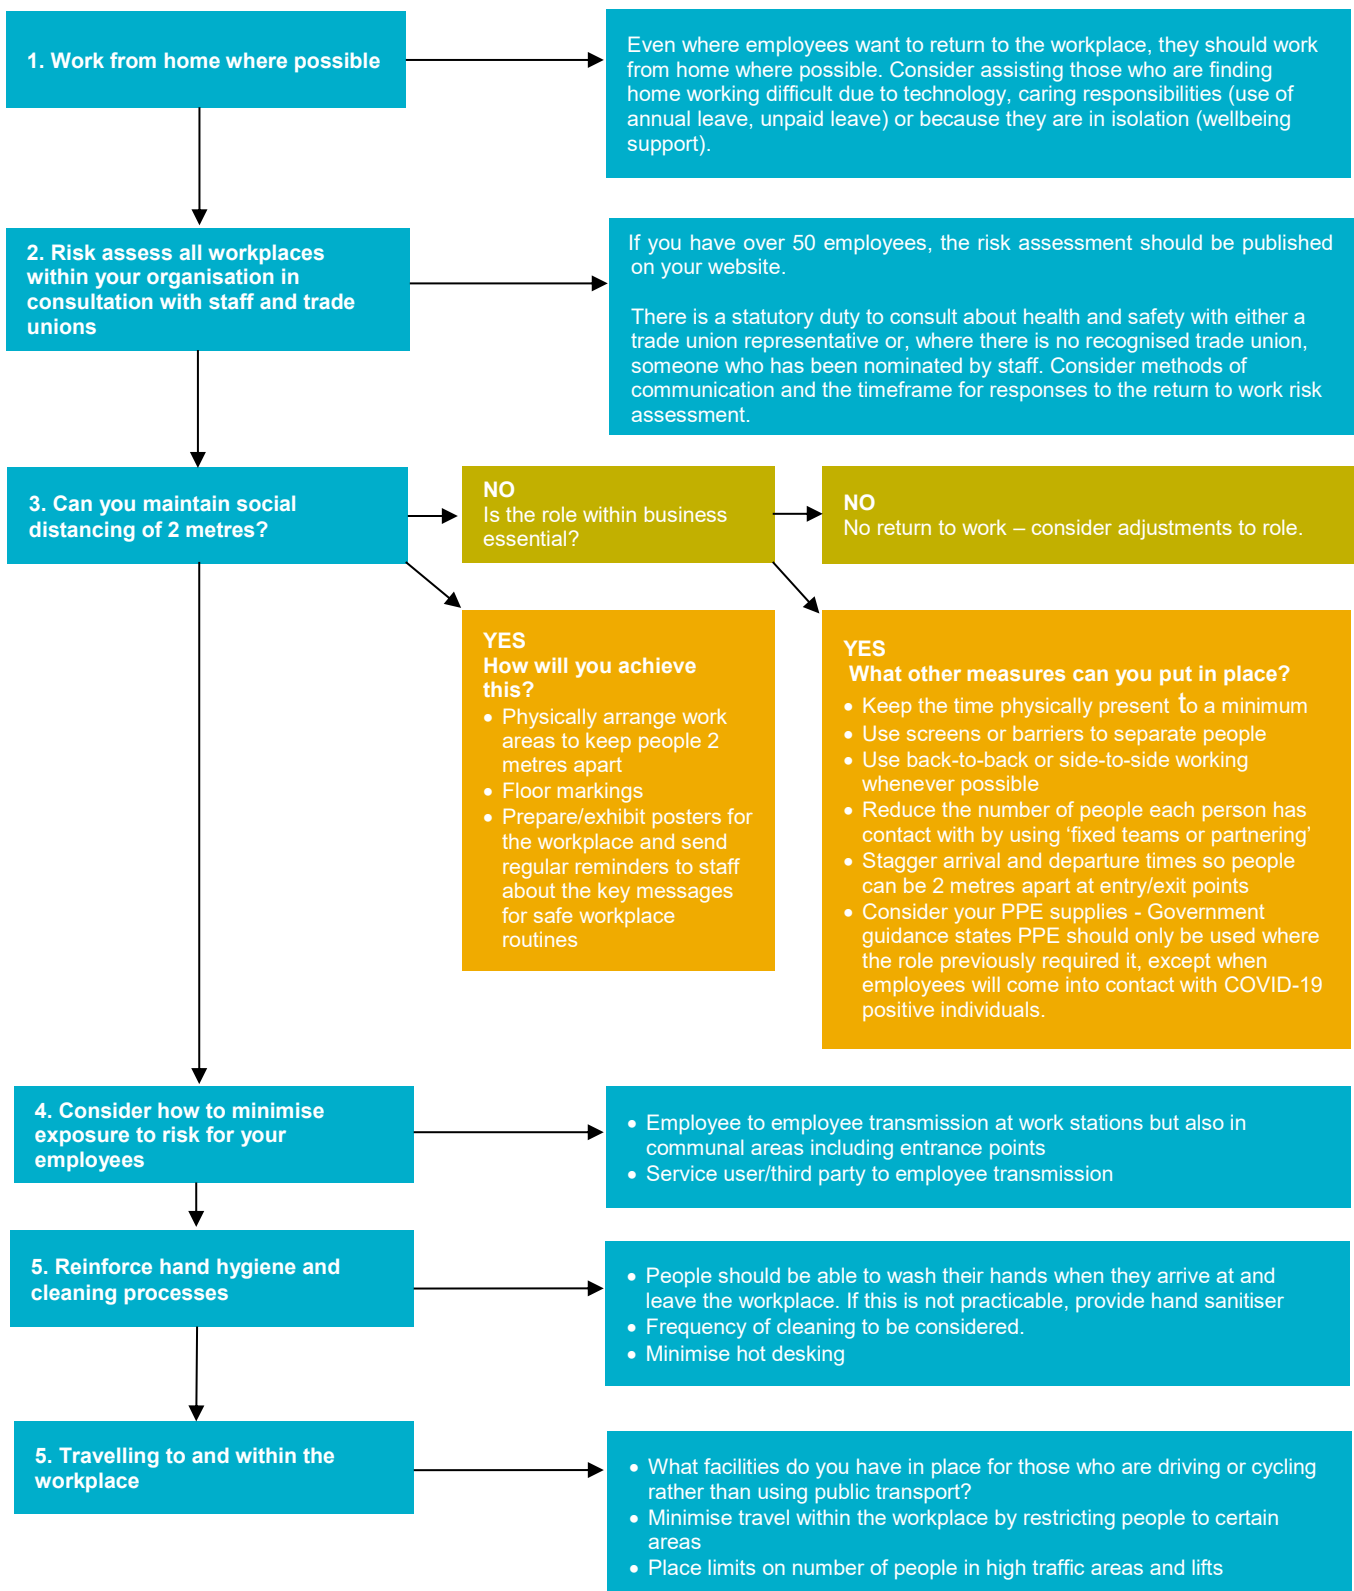 1. Work from home where possible
Even where employees want to return to the workplace, they should work
from home where possible. Consider assisting those who are finding
home working difficult due to technology, caring responsibilities (use of
annual leave, unpaid leave) or because they are in isolation (wellbeing
support).
2. Risk assess all workplaces
within your organisation in
consultation with staff and trade
unions
If you have over 50 employees, the risk assessment should be published
on your website.
There is a statutory duty to consult about health and safety with either a
trade union representative or, where there is no recognised trade union,
someone who has been nominated by staff. Consider methods of
communication and the timeframe for responses to the return to work risk
assessment.
3. Can you maintain social
distancing of 2 metres?
NO
Is the role within business
essential?
NO
No return to work – consider adjustments to role.
YES
How will you achieve
this?
• Physically arrange work
areas to keep people 2
metres apart
• Floor markings
• Prepare/exhibit posters for
the workplace and send
regular reminders to staff
about the key messages
for safe workplace
routines
YES
What other measures can you put in place?
• Keep the time physically present to a minimum
• Use screens or barriers to separate people
• Use back-to-back or side-to-side working
whenever possible
• Reduce the number of people each person has
contact with by using ‘fixed teams or partnering’
• Stagger arrival and departure times so people
can be 2 metres apart at entry/exit points
• Consider your PPE supplies - Government
guidance states PPE should only be used where
the role previously required it, except when
employees will come into contact with COVID-19
positive individuals.
4. Consider how to minimise
exposure to risk for your
employees
• Employee to employee transmission at work stations but also in
communal areas including entrance points
• Service user/third party to employee transmission
5. Reinforce hand hygiene and
cleaning processes
• People should be able to wash their hands when they arrive at and
leave the workplace. If this is not practicable, provide hand sanitiser
• Frequency of cleaning to be considered.
• Minimise hot desking
5. Travelling to and within the
workplace
• What facilities do you have in place for those who are driving or cycling
rather than using public transport?
• Minimise travel within the workplace by restricting people to certain
areas
• Place limits on number of people in high traffic areas and lifts